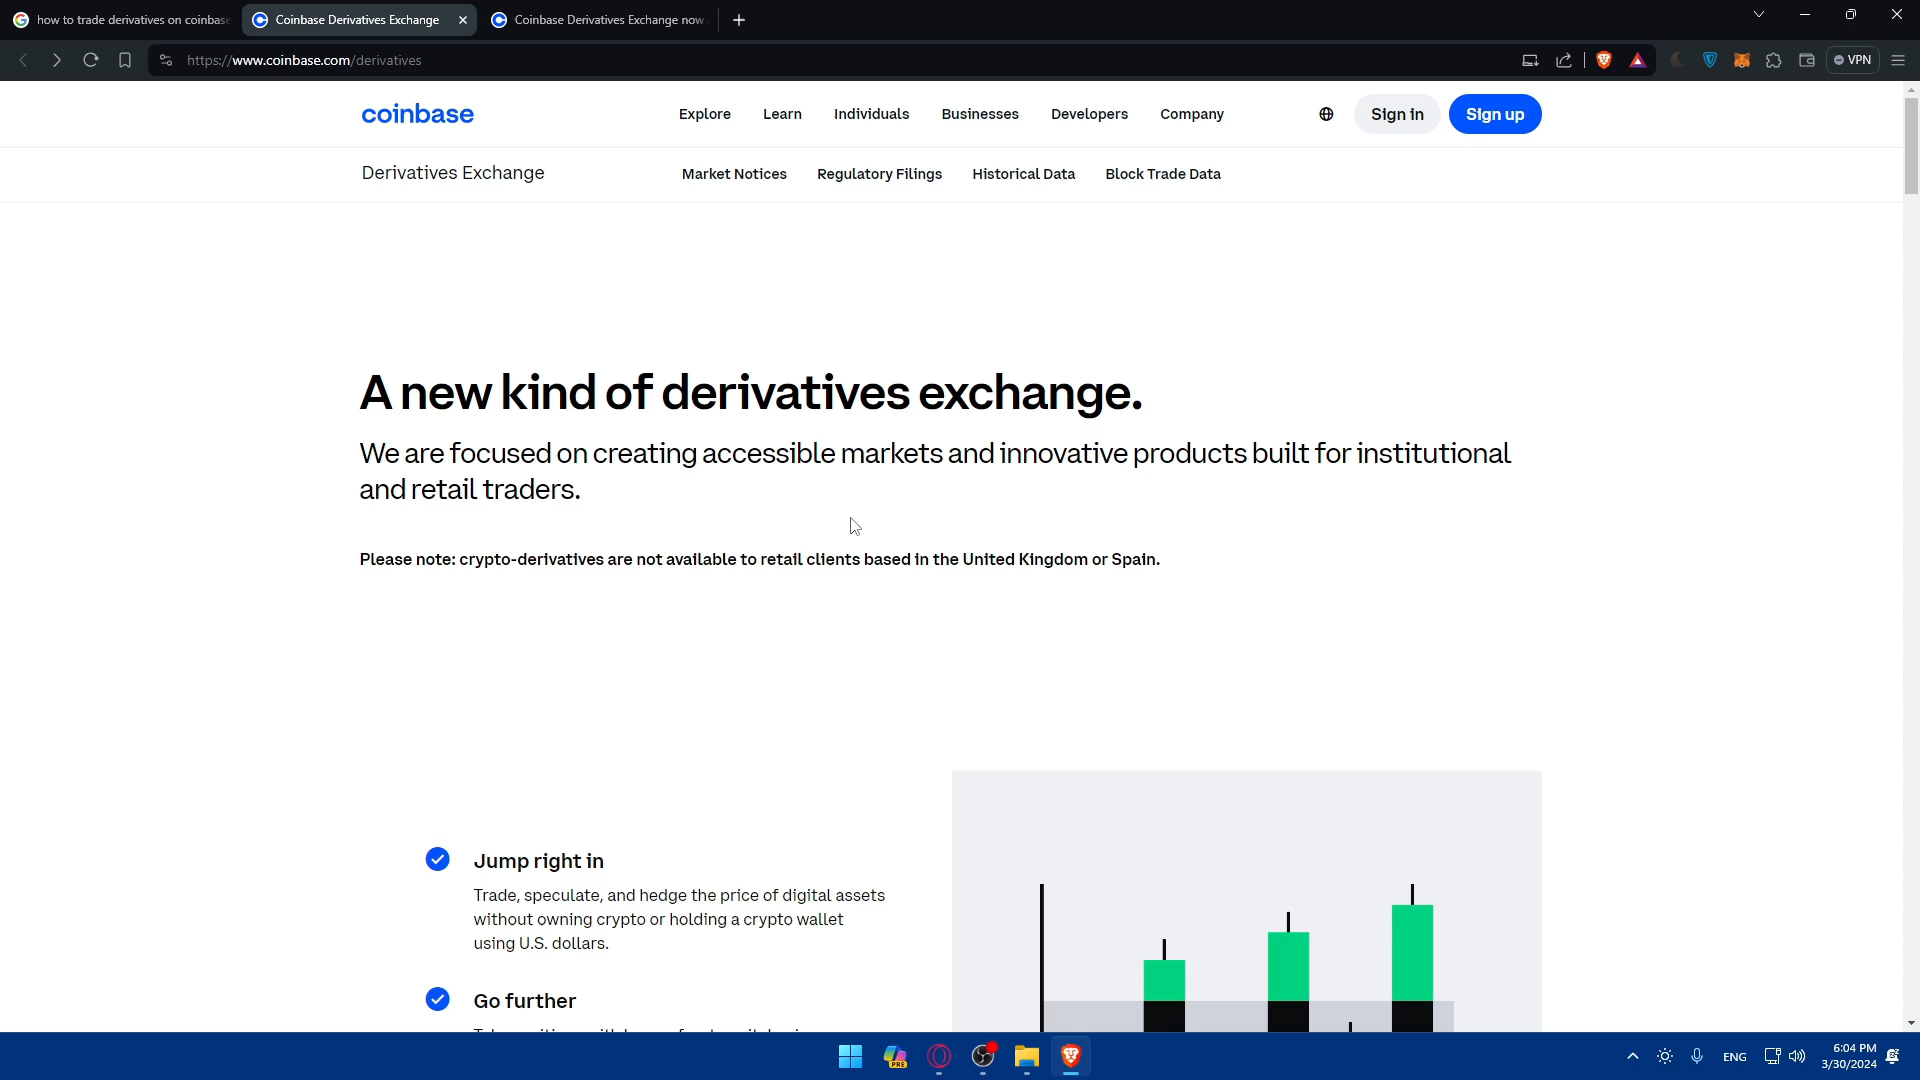 how to trade derivatives on coinbase
Coinbase Derivatives Exchange
Coinbase Derivatives Exchange now
https://www.coinbase.com/derivatives
VPN
coinbase
Explore
Learn
Individuals
Businesses
Developers
Company
Sign in
Sign up
Derivatives Exchange
Market Notices
Regulatory Filings
Historical Data
Block Trade Data
A new kind of derivatives exchange.
We are focused on creating accessible markets and innovative products built for institutional
and retail traders.
Please note: crypto-derivatives are not available to retail clients based in the United Kingdom or Spain.
Jump right in
Trade, speculate, and hedge the price of digital assets
without owning crypto or holding a crypto wallet
using U.S. dollars.
Go further
PRE
ENG
6:04 PM
3/30/2024